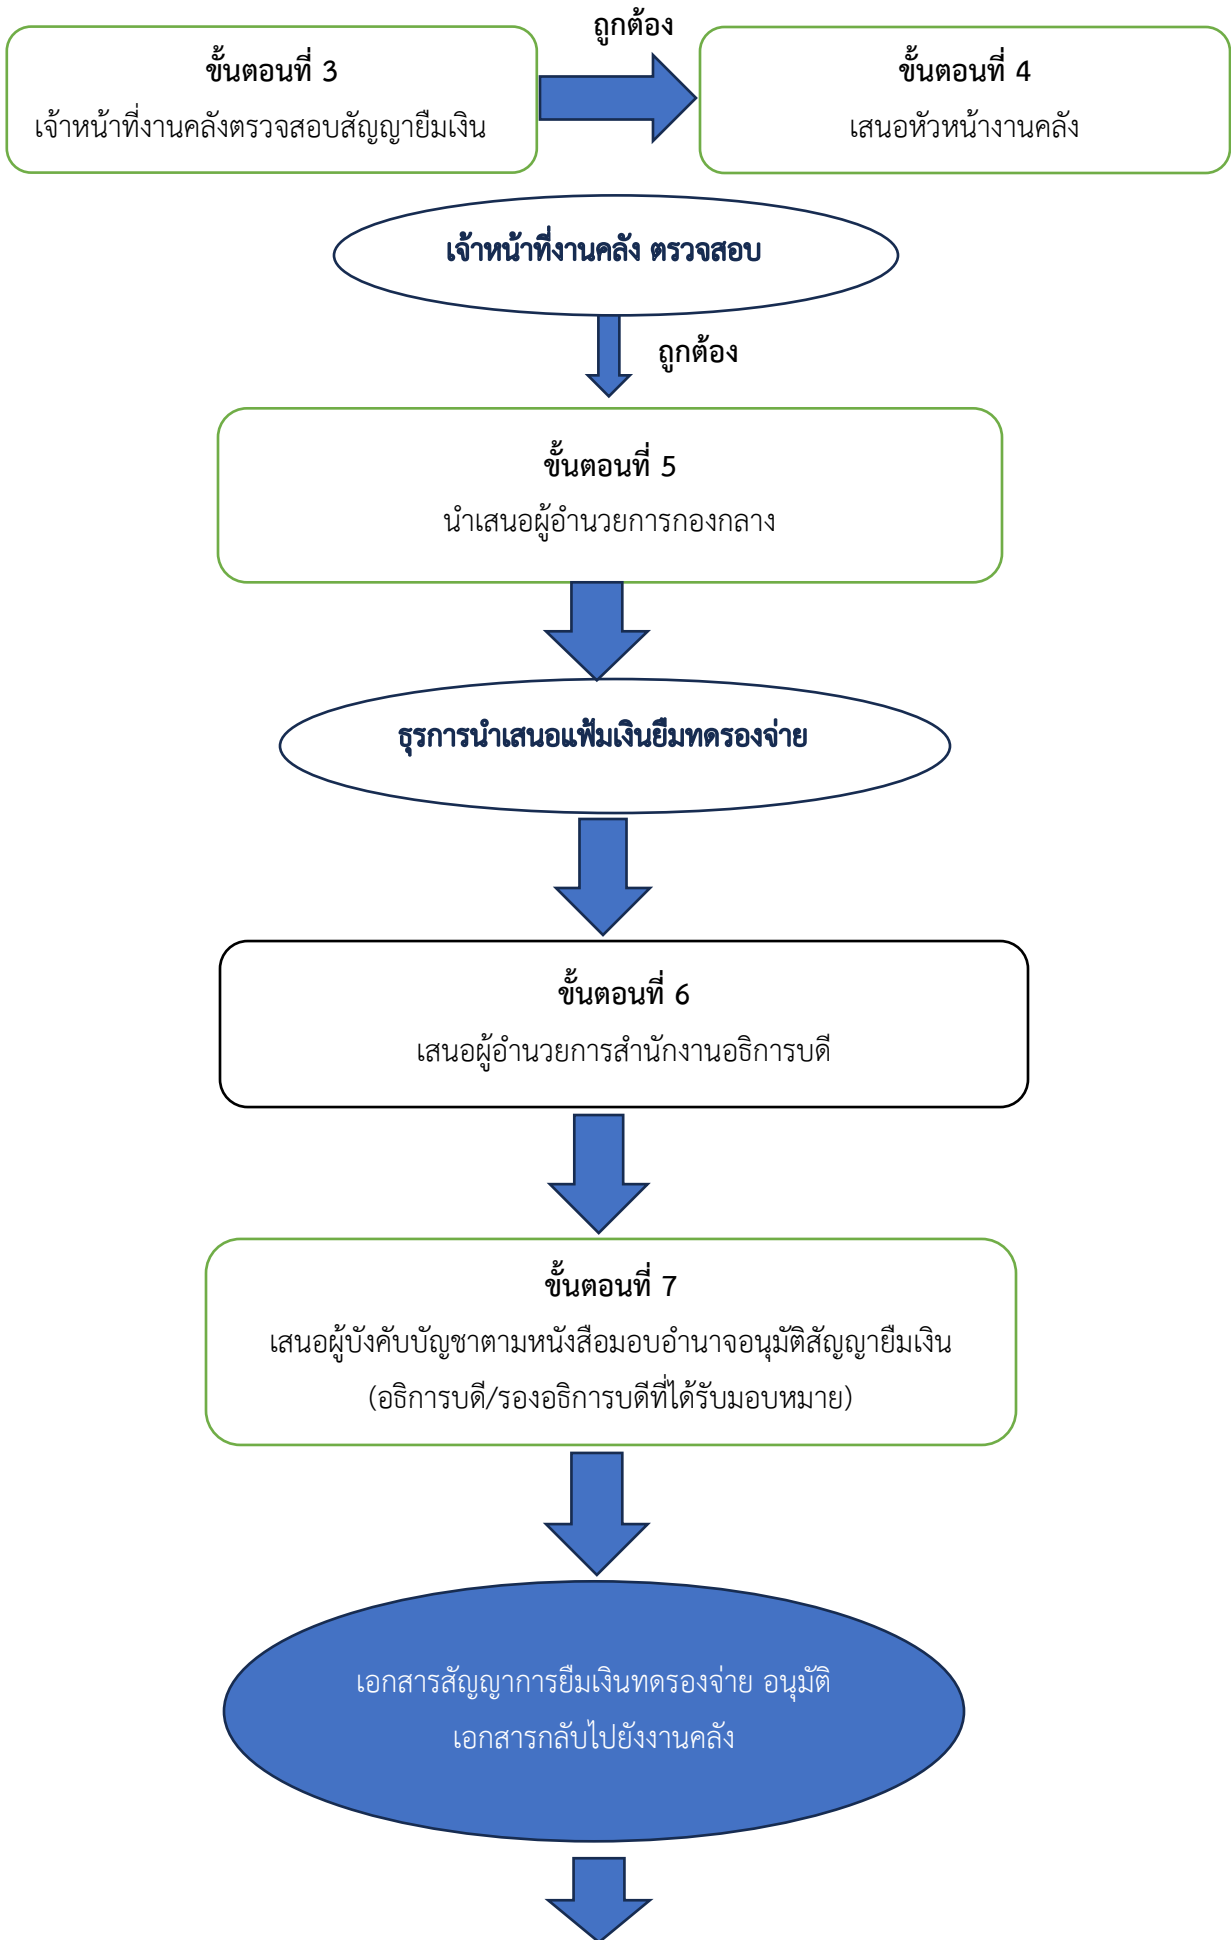 ถูกต้อง
ขั้นตอนที่ 3
เจ้าหน้าที่งานคลังตรวจสอบสัญญายืมเงิน
ขั้นตอนที่ 4
เสนอหัวหน้างานคลัง
เจ้าหน้าที่งานคลัง ตรวจสอบ
ถูกต้อง
ขั้นตอนที่ 5
นำเสนอผู้อำนวยการกองกลาง
ธุรการนำเสนอแฟ้มเงินยืมทดรองจ่าย
ขั้นตอนที่ 6
เสนอผู้อำนวยการสำนักงานอธิการบดี
ขั้นตอนที่ 7
เสนอผู้บังคับบัญชาตามหนังสือมอบอำนาจอนุมัติสัญญายืมเงิน
(อธิการบดี/รองอธิการบดีที่ได้รับมอบหมาย)
เอกสารสัญญาการยืมเงินทดรองจ่าย อนุมัติ
เอกสารกลับไปยังงานคลัง